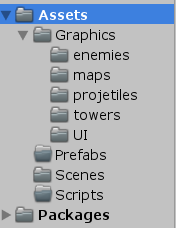 Assets
Graphics
enemies
maps
projetiles
towers
UI
Prefabs
Scenes
Scripts
Packages